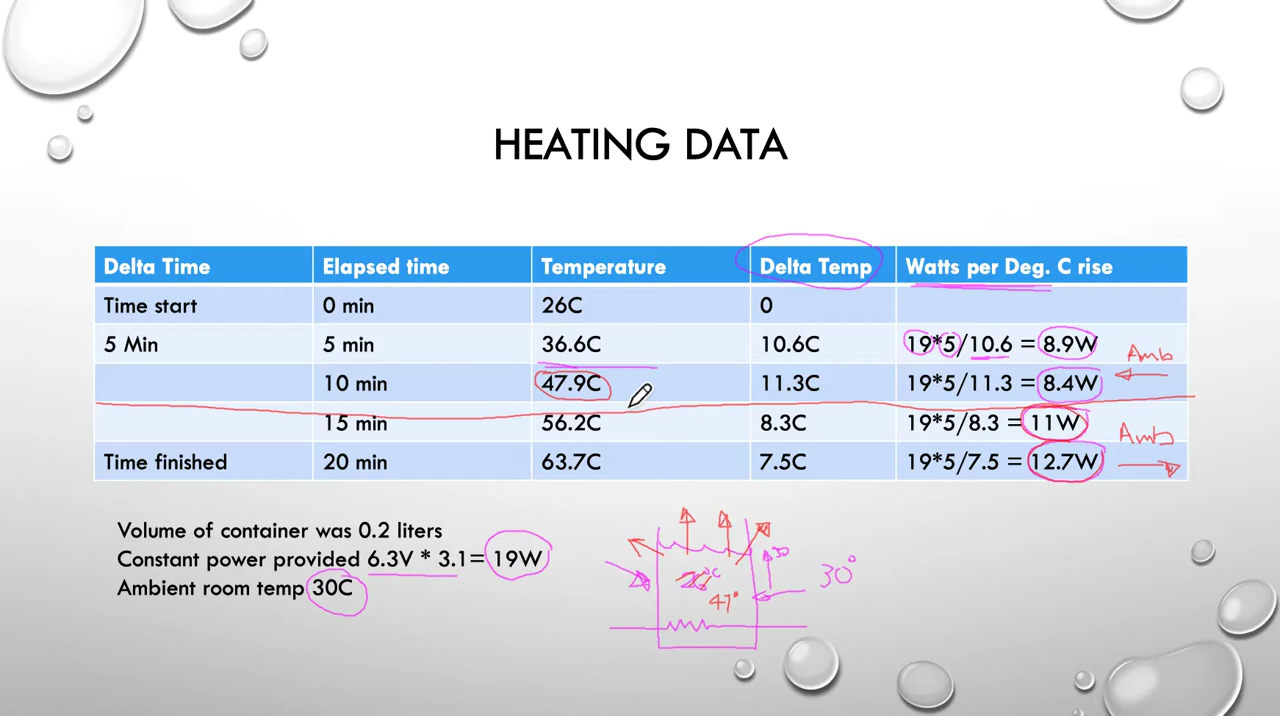 HEATING DATA
Delta Time Elapsed time Temperature Delta Temp Watts per Deg. C rise
Time start 0 min 26C 0
5 Min 5 min 36.6C 10.6C 19*5/10.6 = 8.9W
Amb
10 min 47.9C 11.3C 19*5/11.3 = 8.4W
15 min 56.2C 8.3C 19*5/8.3 = 11W
Amb
Time finished 20 min 63.7C 7.5C 19*5/7.5 = 12.7W
Volume of container was 0.2 liters
Constant power provided 6.3V * 3.1= 19W
Ambient room temp 30C
30
30°
47°